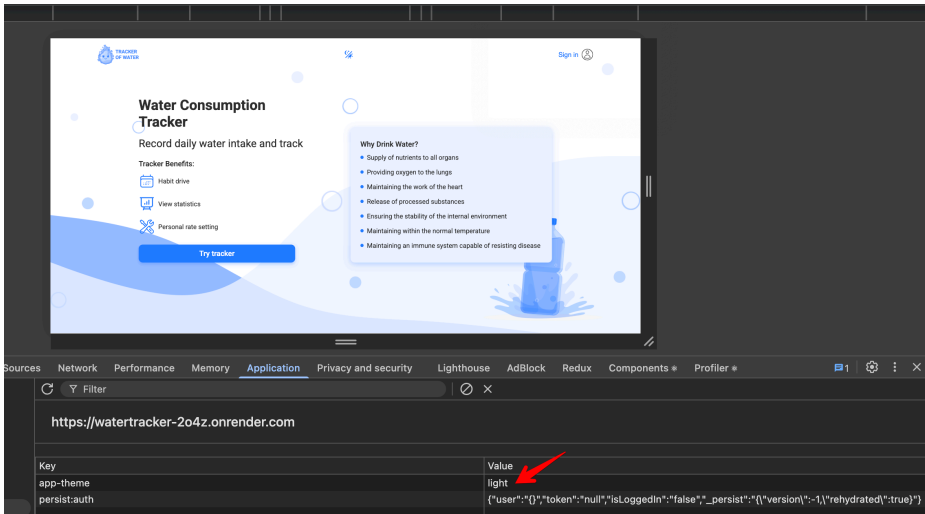 TRACKER
OF WATER
Sign in
Water Consumption
Tracker
Record daily water intake and track
Tracker Benefits:
Habit drive
View statistics
Personal rate setting
Try tracker
Why Drink Water?
Supply of nutrients to all organs
Providing oxygen to the lungs
Maintaining the work of the heart
Release of processed substances
Ensuring the stability of the internal environment
Maintaining within the normal temperature
Maintaining an immune system capable of resisting disease
Sources Network Performance Memory Application Privacy and security Lighthouse AdBlock Redux Components Profiler 1
Filter
https://watertracker-2o4z.onrender.com
Key Value
app-theme light
persist:auth {"user":"{}","token":"null","isLoggedIn":"false","_persist":"{\"version\":-1,\"rehydrated\":true}"}